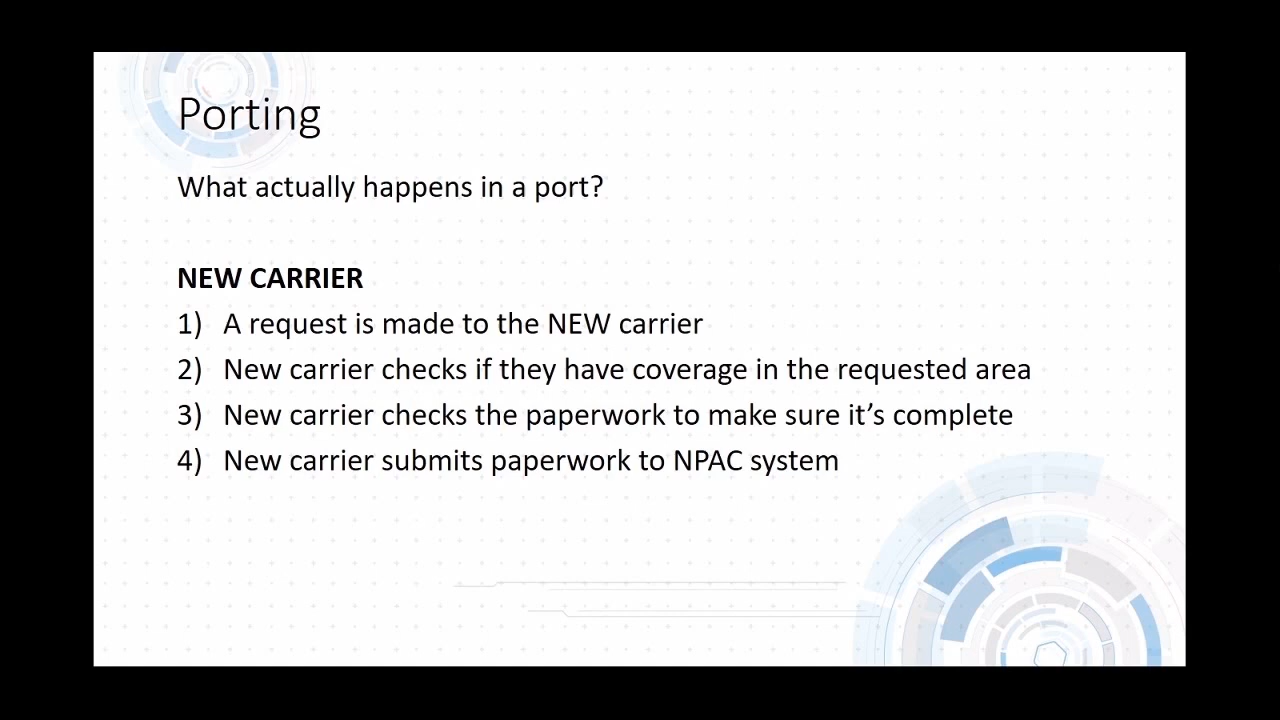 Porting
What actually happens in a port?
NEW CARRIER
1) A request is made to the NEW carrier
2) New carrier checks if they have coverage in the requested area
3) New carrier checks the paperwork to make sure it’s complete
4) New carrier submits paperwork to NPAC system